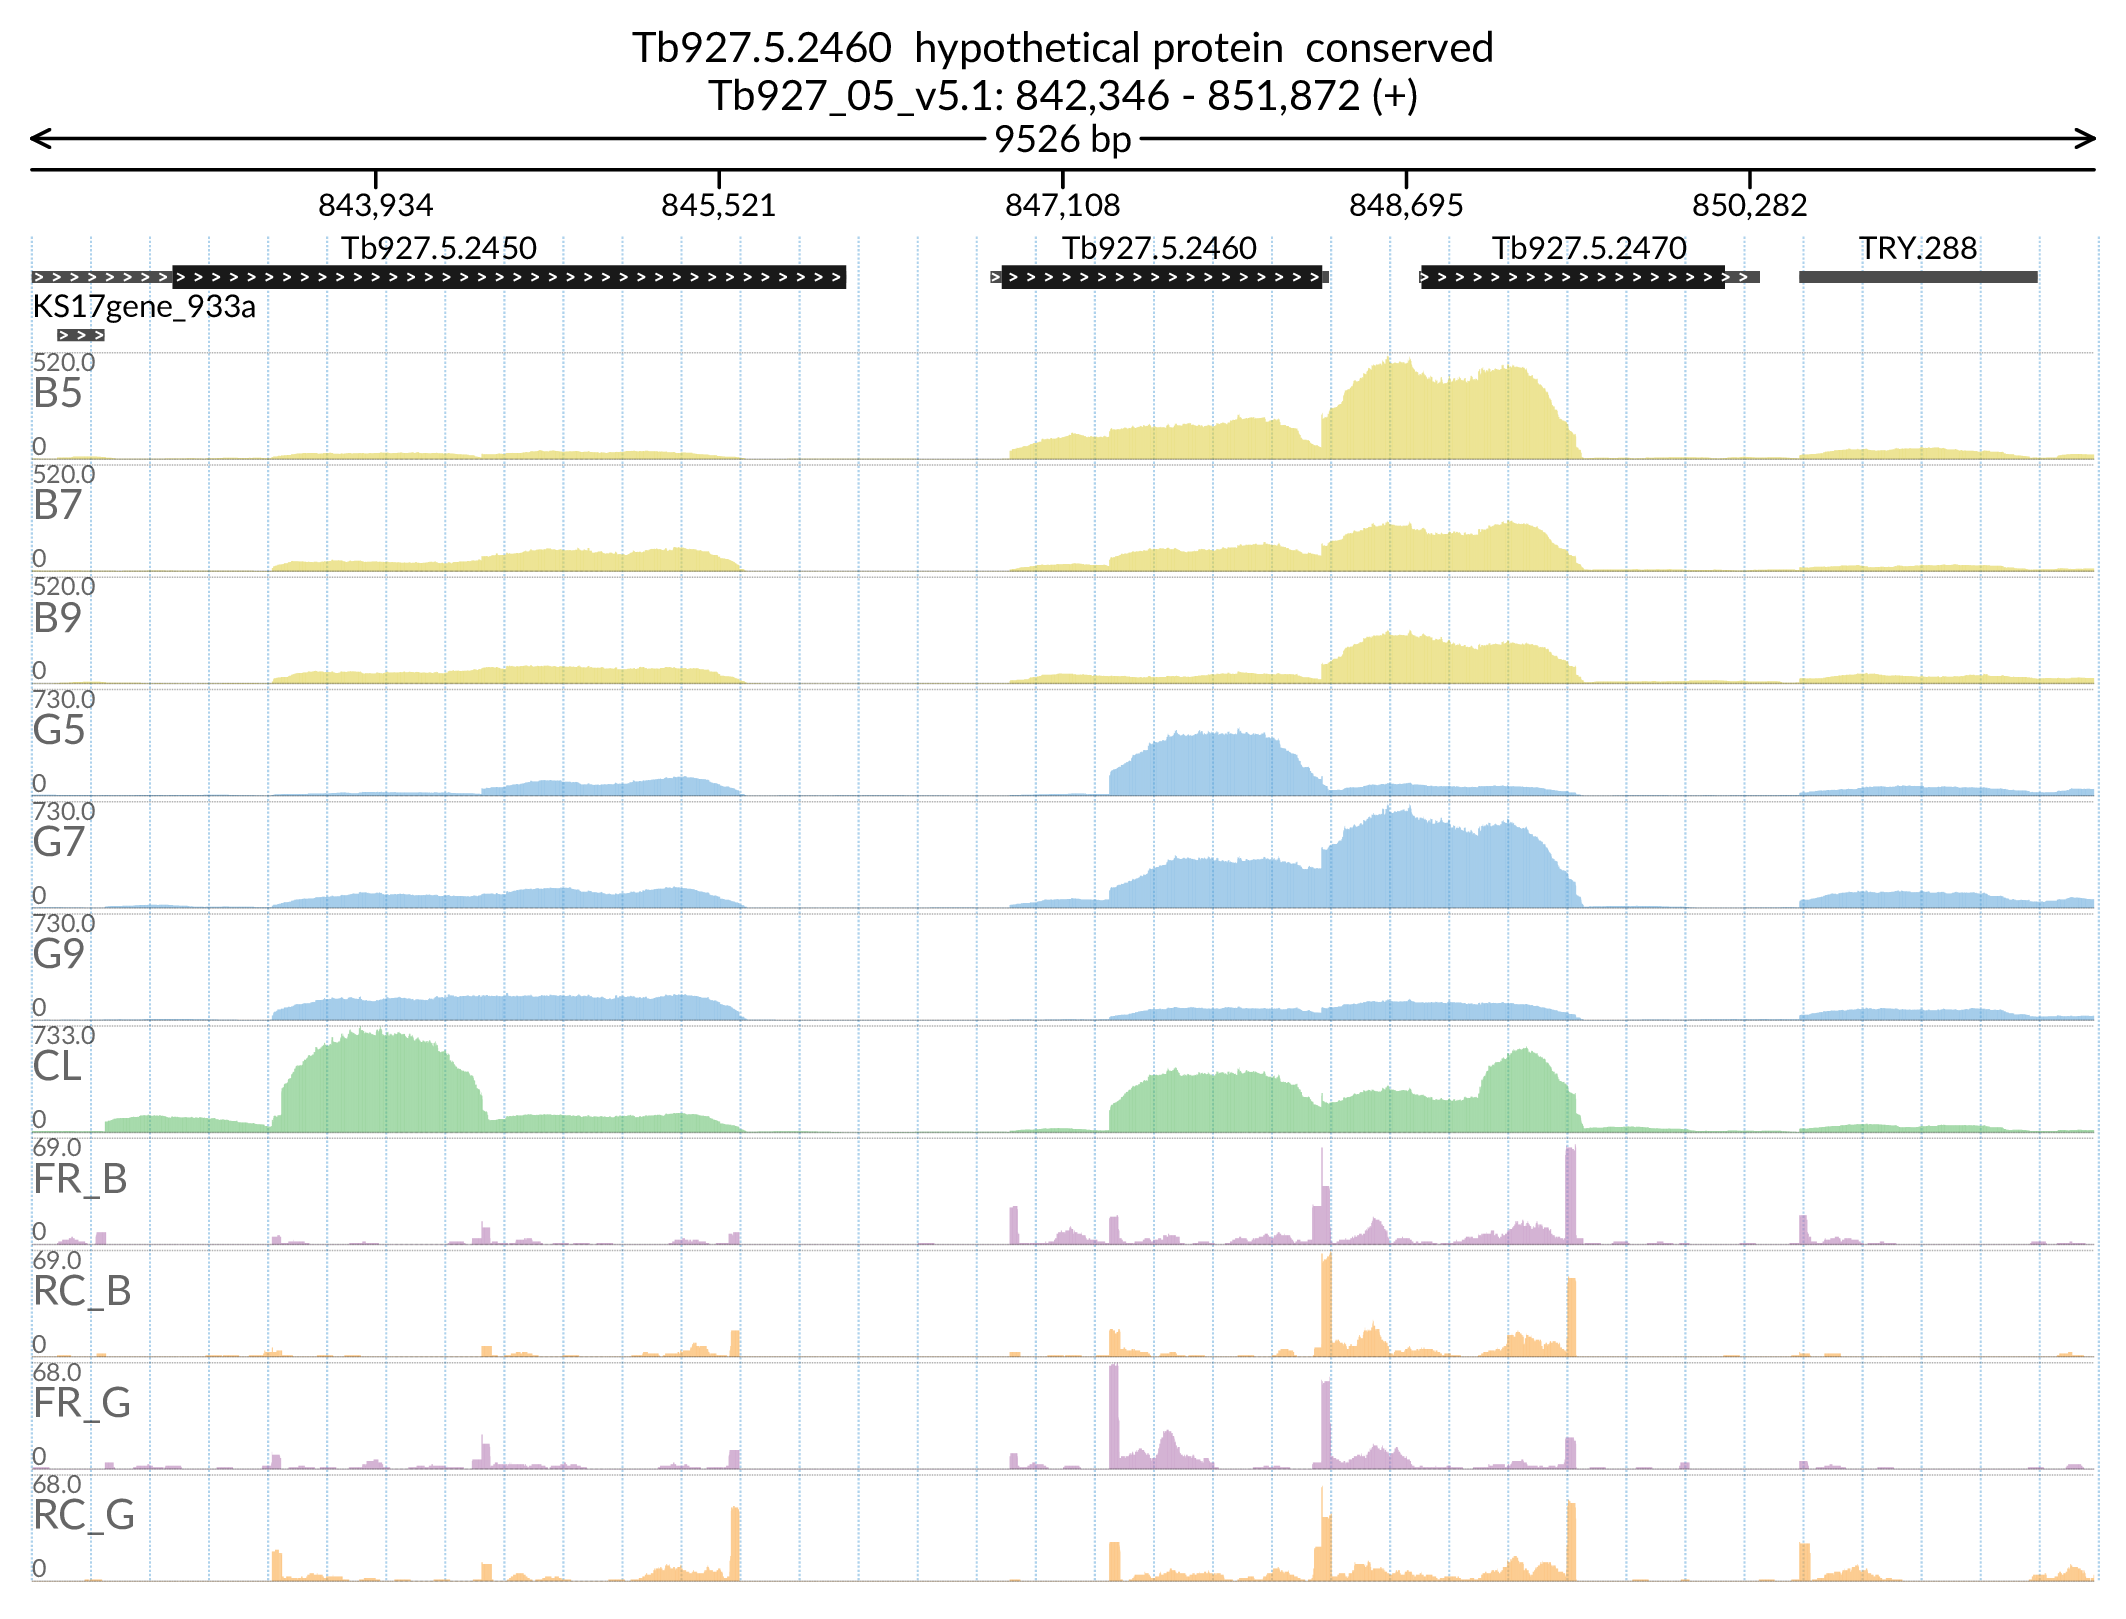 Tb927.5.2460 hypothetical protein conserved
Tb927_05_v5.1: 842,346 - 851,872 (+)
9526 bp
843,934 845,521 847,108 848,695 850,282
Tb927.5.2450 Tb927.5.2460 Tb927.5.2470 TRY.288
KS17gene_933a
520.0
B5
0
520.0
B7
0
520.0
B9
0
730.0
G5
0
730.0
G7
0
730.0
G9
0
733.0
CL
0
69.0
FR_B
0
69.0
RC_B
0
68.0
FR_G
0
68.0
RC_G
0